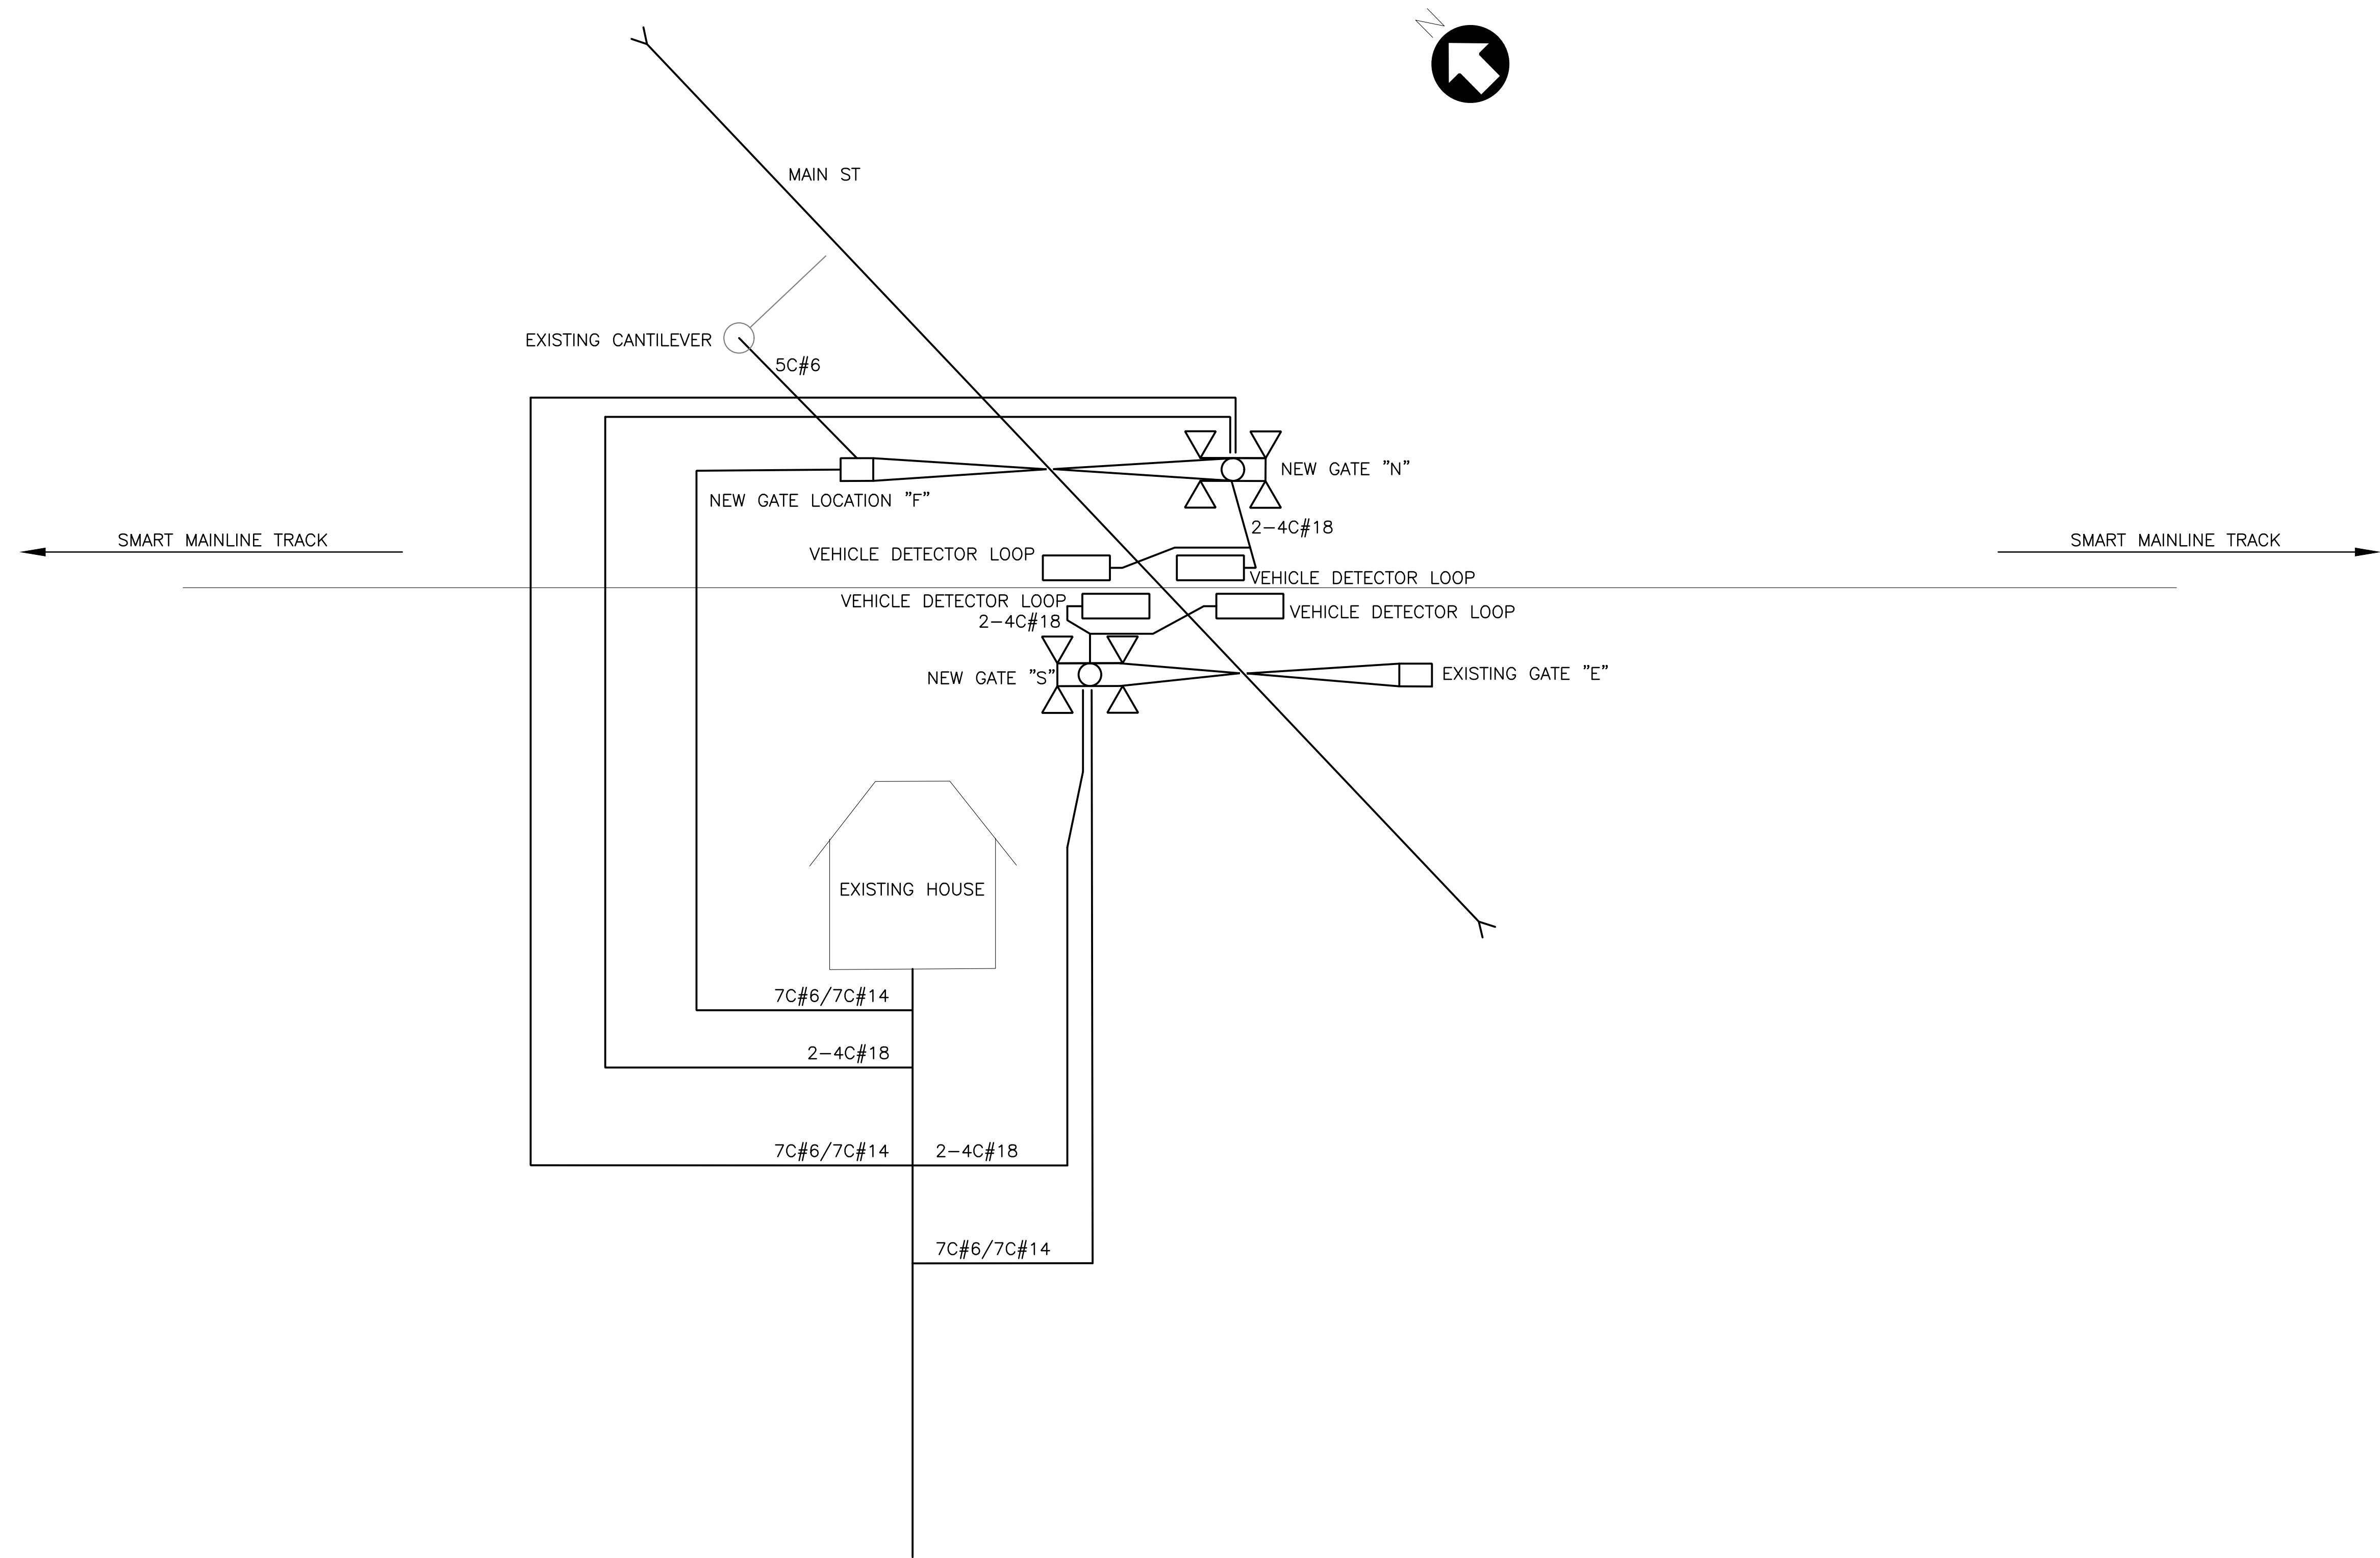 N
MAIN ST
EXISTING CANTILEVER
5C#6
NEW GATE "N"
NEW GATE LOCATION "F"
2-4C#18
SMART MAINLINE TRACK
SMART MAINLINE TRACK
VEHICLE DETECTOR LOOP
VEHICLE DETECTOR LOOP
VEHICLE DETECTOR LOOP
VEHICLE DETECTOR LOOP
2-4C#18
NEW GATE "S"
EXISTING GATE "E"
EXISTING HOUSE
7C#6/7C#14
2-4C#18
7C#6/7C#14
2-4C#18
7C#6/7C#14